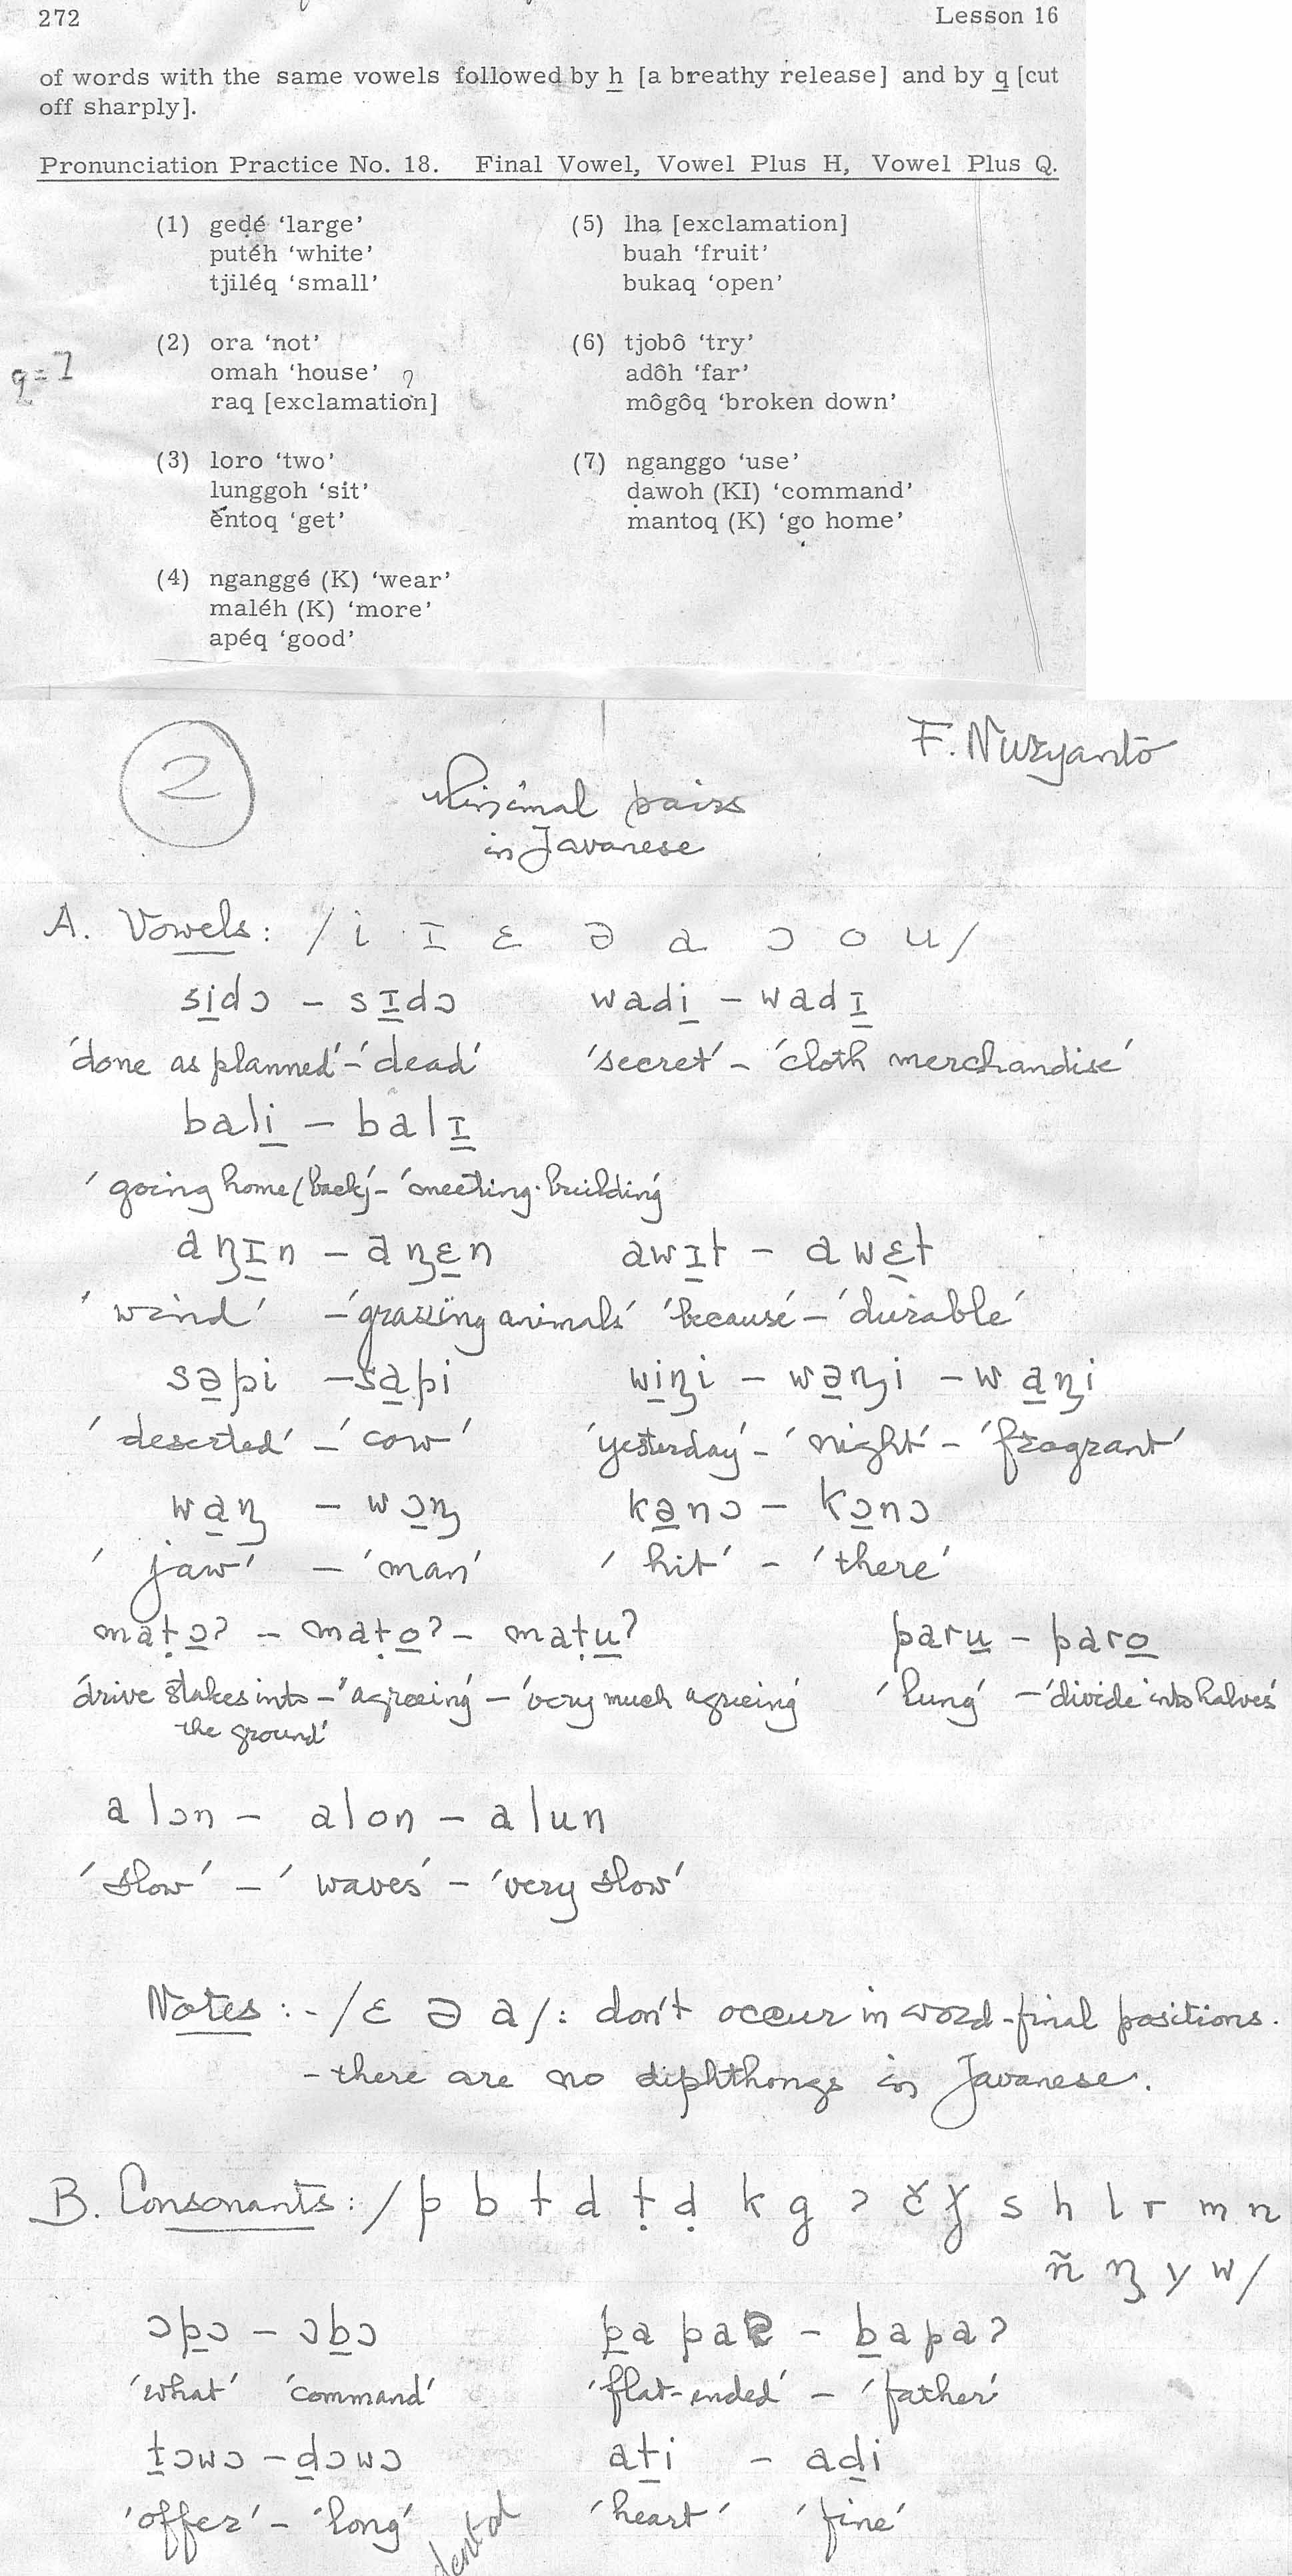 272 Lesson 16
of words with the same vowels followed by h [a breathy release] and by q [cut
off sharply].
Pronunciation Practice No. 18. Final Vowel, Vowel Plus H, Vowel Plus Q.
(1) geḍé ‘large’
putéh ‘white’
tjiléq ‘small’
(2) ora ‘not’
omah ‘house’
raq [exclamation]
q = ʔ
(3) loro ‘two’
lunggoh ‘sit’
ĕntoq ‘get’
(4) nganggé (K) ‘wear’
maléh (K) ‘more’
apéq ‘good’
(5) lha [exclamation]
buah ‘fruit’
bukaq ‘open’
(6) tjobô ‘try’
adôh ‘far’
môgôq ‘broken down’
(7) nganggo ‘use’
ḍawoh (KI) ‘command’
mantoq (K) ‘go home’
2
F. Nuryanto
Minimal pairs
in Javanese
A. Vowels: / i ɪ ɛ ə a ɔ o u /
sidɔ – sɪdɔ wadi – wadɪ
'done as planned' – 'dead' 'secret' – 'cloth merchandise'
bali – balɪ
'going home (back)' – 'meeting-building'
aŋɪn – aŋɛn awɪt – awɛt
'wind' – 'grazing animals' 'because' – 'durable'
səpi – sapi wiŋi – wəŋi – waŋi
'deserted' – 'cow' 'yesterday' – 'night' – 'fragrant'
waŋ – wɔŋ kənɔ – kɔnɔ
'jaw' – 'man' 'hit' – 'there'
maṭɔʔ – maṭoʔ – maṭuʔ paru – paro
'drive stakes into – 'agreeing' – 'very much agreeing' 'lung' – 'divide into halves'
the ground'
alɔn – alon – alun
'slow' – 'waves' – 'very slow'
Notes: - /ɛ ə a/: don't occur in word-final positions.
- there are no diphthongs in Javanese.
B. Consonants: / p b t d ṭ ḍ k g ʔ č ǰ s h l r m n
ñ ŋ y w /
ɔpɔ – ɔbɔ papak – bapaʔ
'what' 'command' 'flat-ended' – 'father'
tɔwɔ – dɔwɔ ati – adi
'offer' – 'long' 'heart' 'fine'
dental